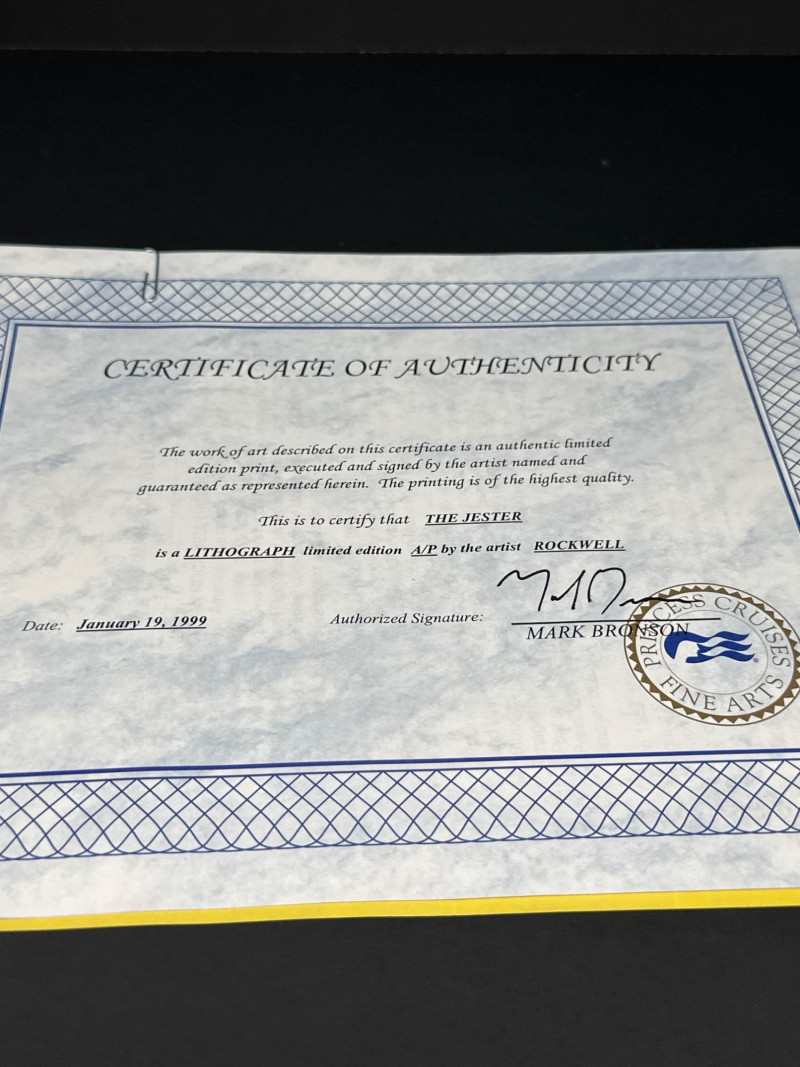 CERTIFICATE OF AUTHENTICITY
The work of art described on this certificate is an authentic limited
edition print, executed and signed by the artist named and
guaranteed as represented herein. The printing is of the highest quality.
This is to certify that THE JESTER
is a LITHOGRAPH limited edition A/P by the artist ROCKWELL
Date: January 19, 1999 Authorized Signature:
MARK BRONSON
PRINCESS CRUISES
FINE ARTS